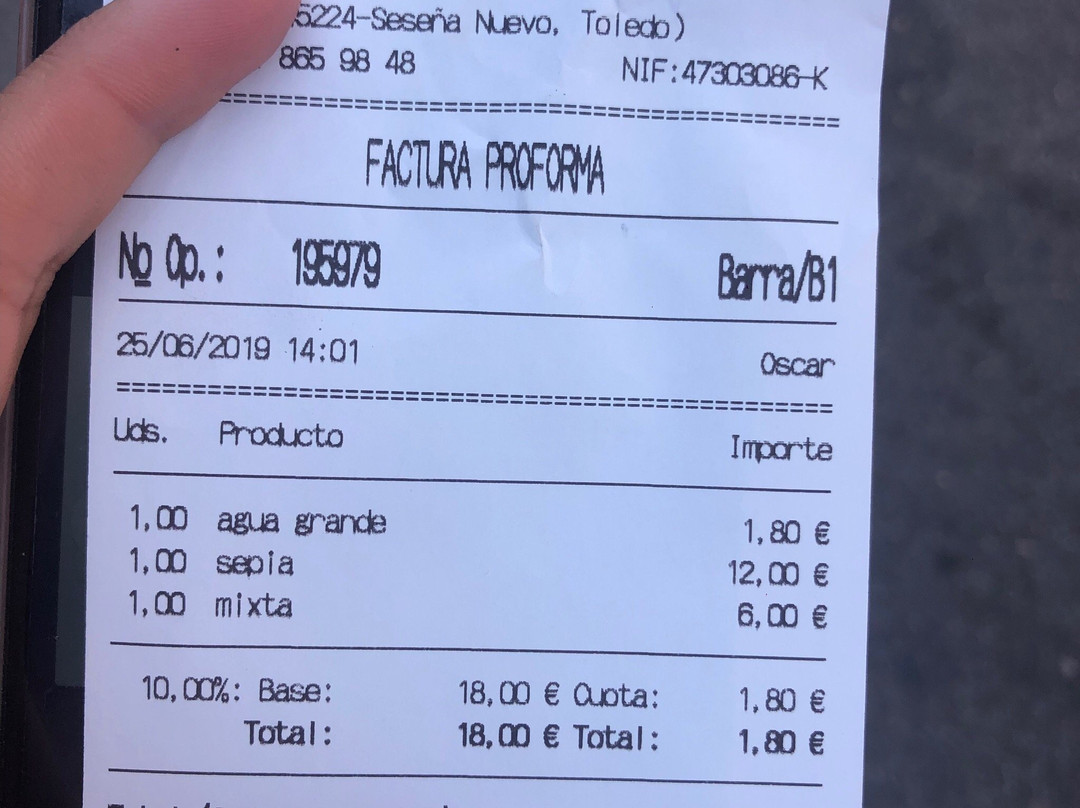 5224-Seseña Nuevo, Toledo)
865 98 48 NIF:47303086-K
FACTURA PROFORMA
Nº Op.: 195979 Barra/B1
25/06/2019 14:01 Oscar
Uds. Producto Importe
1,00 agua grande 1,80 €
1,00 sepia 12,00 €
1,00 mixta 6,00 €
10,00%: Base: 18,00 € Cuota: 1,80 €
Total: 18,00 € Total: 1,80 €